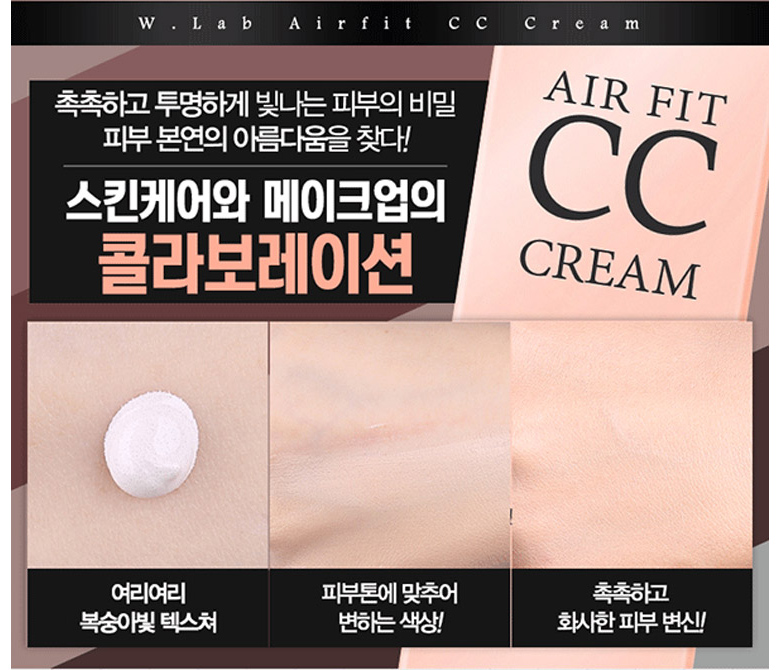 W.Lab Airfit CC Cream
촉촉하고 투명하게 빛나는 피부의 비밀
피부 본연의 아름다움을 찾다!
스킨케어와 메이크업의
콜라보레이션
AIR FIT
CC
CREAM
여리여리
복숭아빛 텍스쳐
피부톤에 맞추어
변하는 색상!
촉촉하고
화사한 피부 변신!